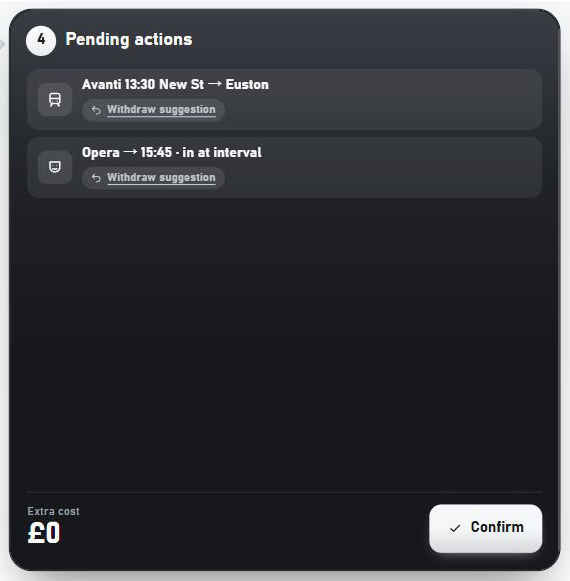 4 Pending actions
Avanti 13:30 New St → Euston
Withdraw suggestion
Opera → 15:45 · in at interval
Withdraw suggestion
Extra cost
£0
Confirm